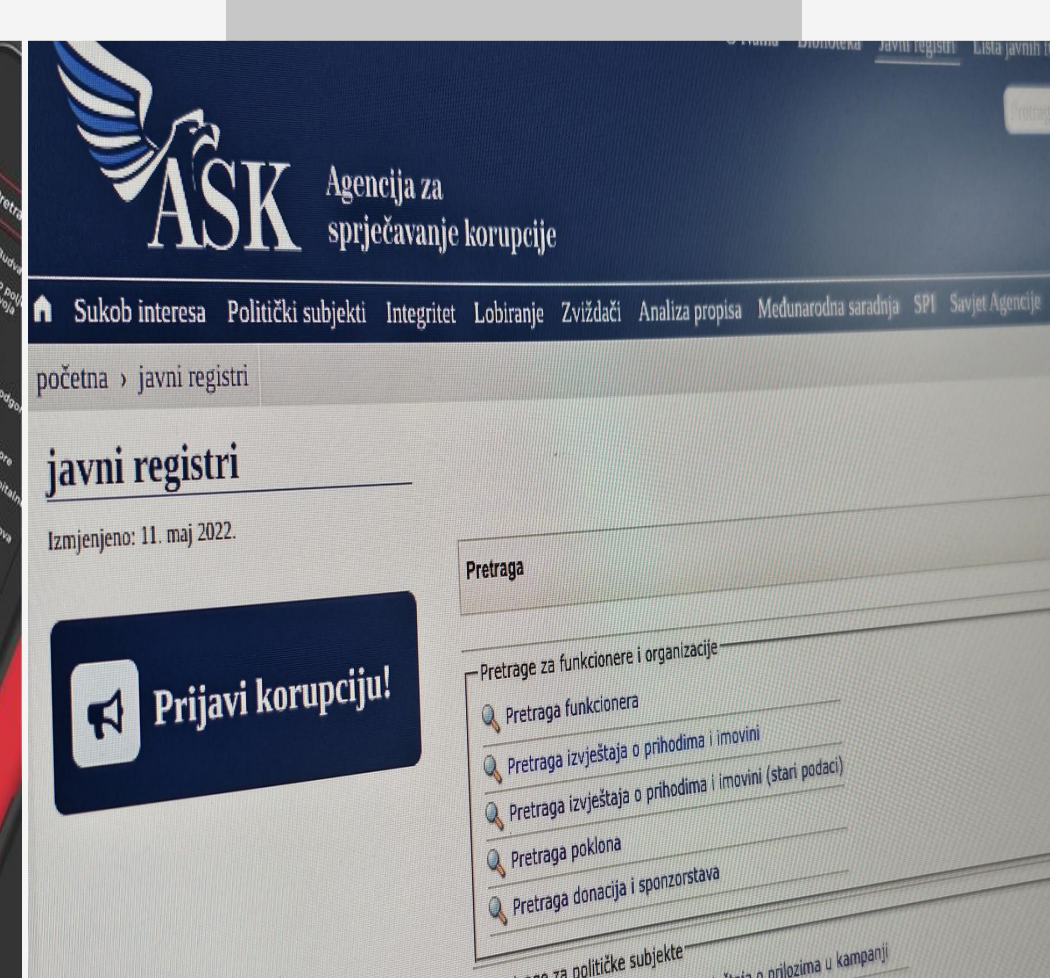 O Nama Biblioteka Javni registri Lista javnih
ASK
Agencija za
sprječavanje korupcije
Sukob interesa Politički subjekti Integritet Lobiranje Zviždači Analiza propisa Međunarodna saradnja SPI Savjet Agencije
početna › javni registri
javni registri
Izmjenjeno: 11. maj 2022.
Prijavi korupciju!
Pretraga
Pretrage za funkcionere i organizacije
Pretraga funkcionera
Pretraga izvještaja o prihodima i imovini
Pretraga izvještaja o prihodima i imovini (stari podaci)
Pretraga poklona
Pretraga donacija i sponzorstava
za političke subjekte
o prilozima u kampanji